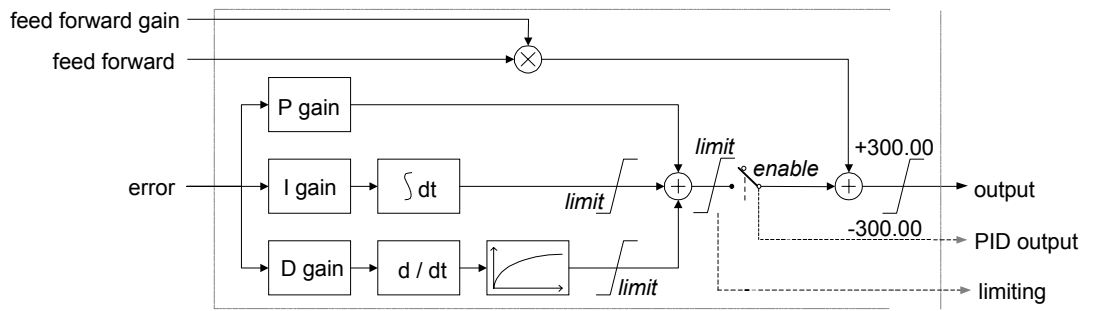 feed forward gain
feed forward
P gain
limit
enable
+300.00
error
I gain
∫ dt
limit
output
-300.00
PID output
D gain
d / dt
limit
limiting